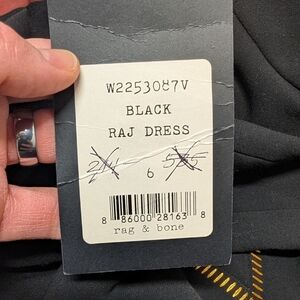 W2253087V
BLACK
RAJ DRESS
6
8 86000 28163 8
rag & bone